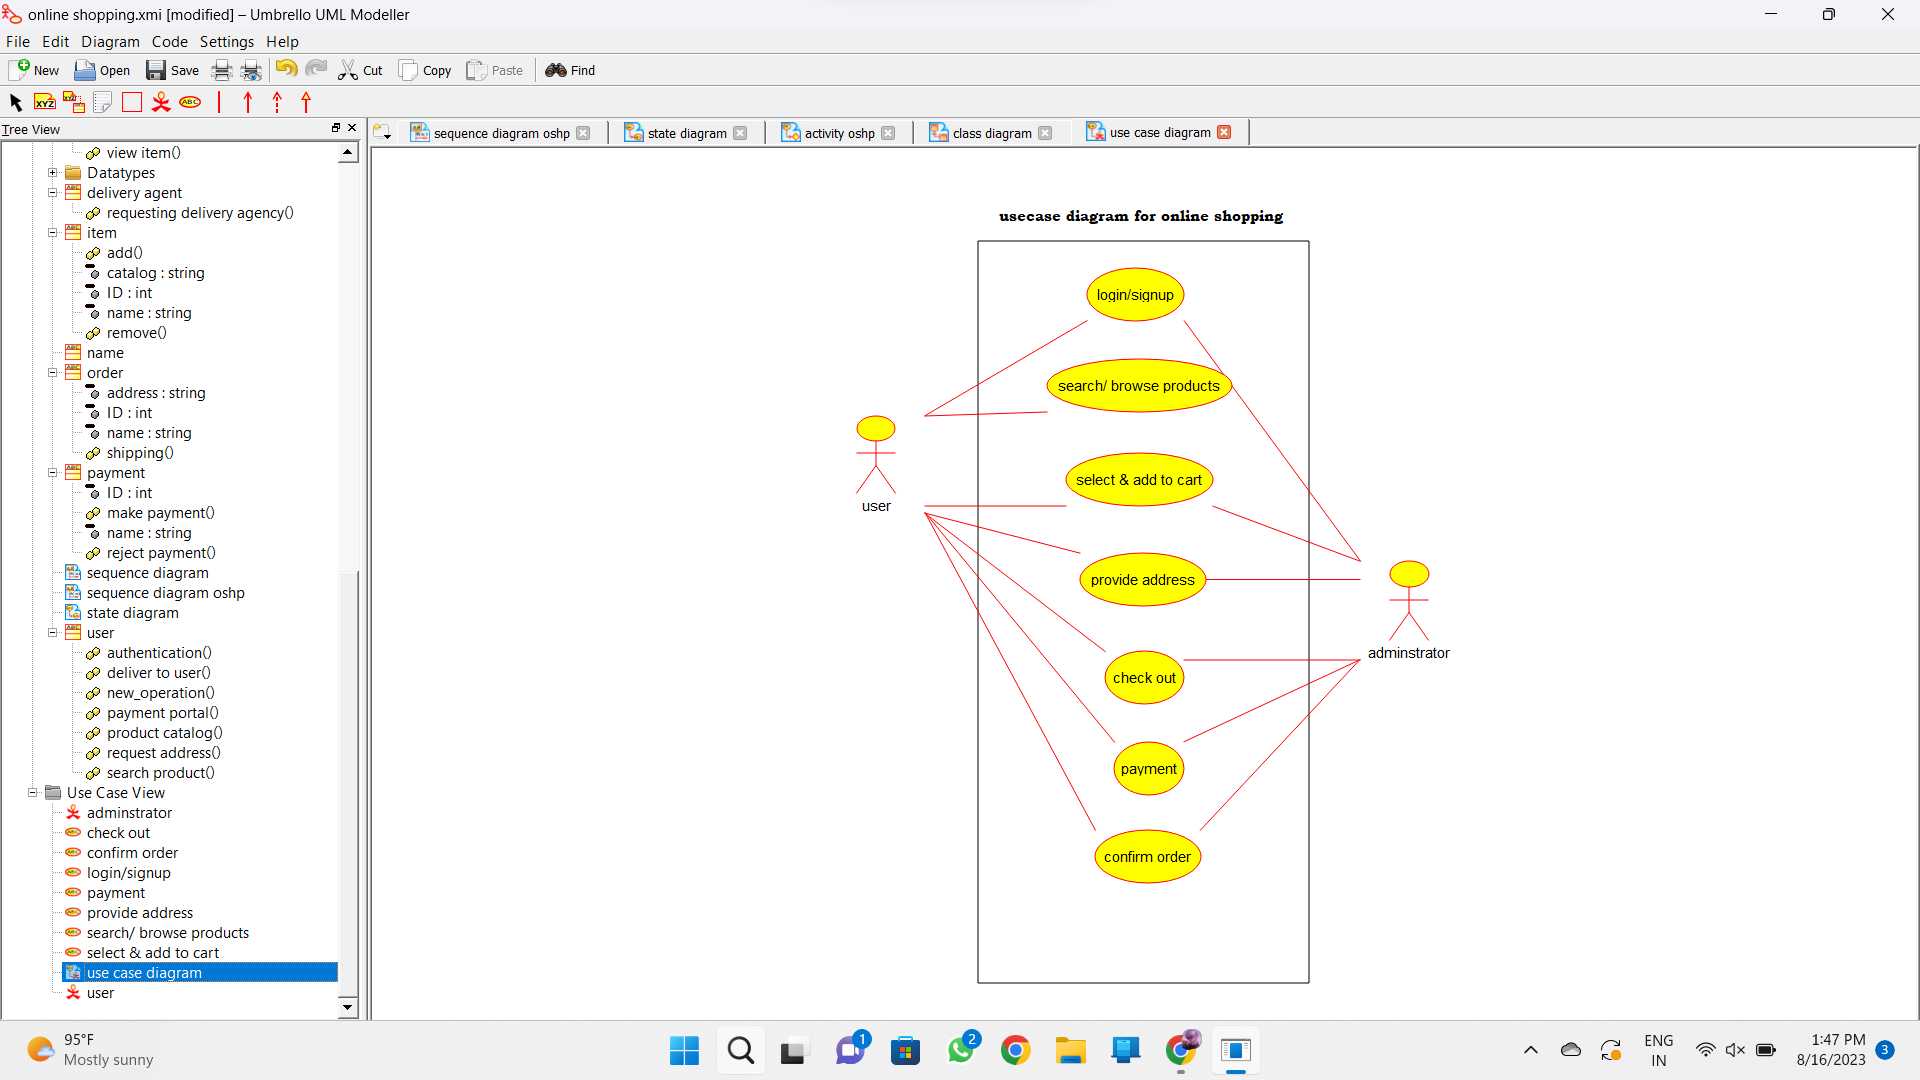 online shopping.xmi [modified] – Umbrello UML Modeller
File Edit Diagram Code Settings Help
New Open Save Cut Copy Paste Find
Tree View
sequence diagram oshp
state diagram
activity oshp
class diagram
use case diagram
view item()
Datatypes
delivery agent
requesting delivery agency()
item
add()
catalog : string
ID : int
name : string
remove()
name
order
address : string
ID : int
name : string
shipping()
payment
ID : int
make payment()
name : string
reject payment()
sequence diagram
sequence diagram oshp
state diagram
user
authentication()
deliver to user()
new_operation()
payment portal()
product catalog()
request address()
search product()
Use Case View
adminstrator
check out
confirm order
login/signup
payment
provide address
search/ browse products
select & add to cart
use case diagram
user
usecase diagram for online shopping
login/signup
search/ browse products
select & add to cart
user
provide address
adminstrator
check out
payment
confirm order
95°F
Mostly sunny
1
2
ENG
IN
1:47 PM
8/16/2023
3